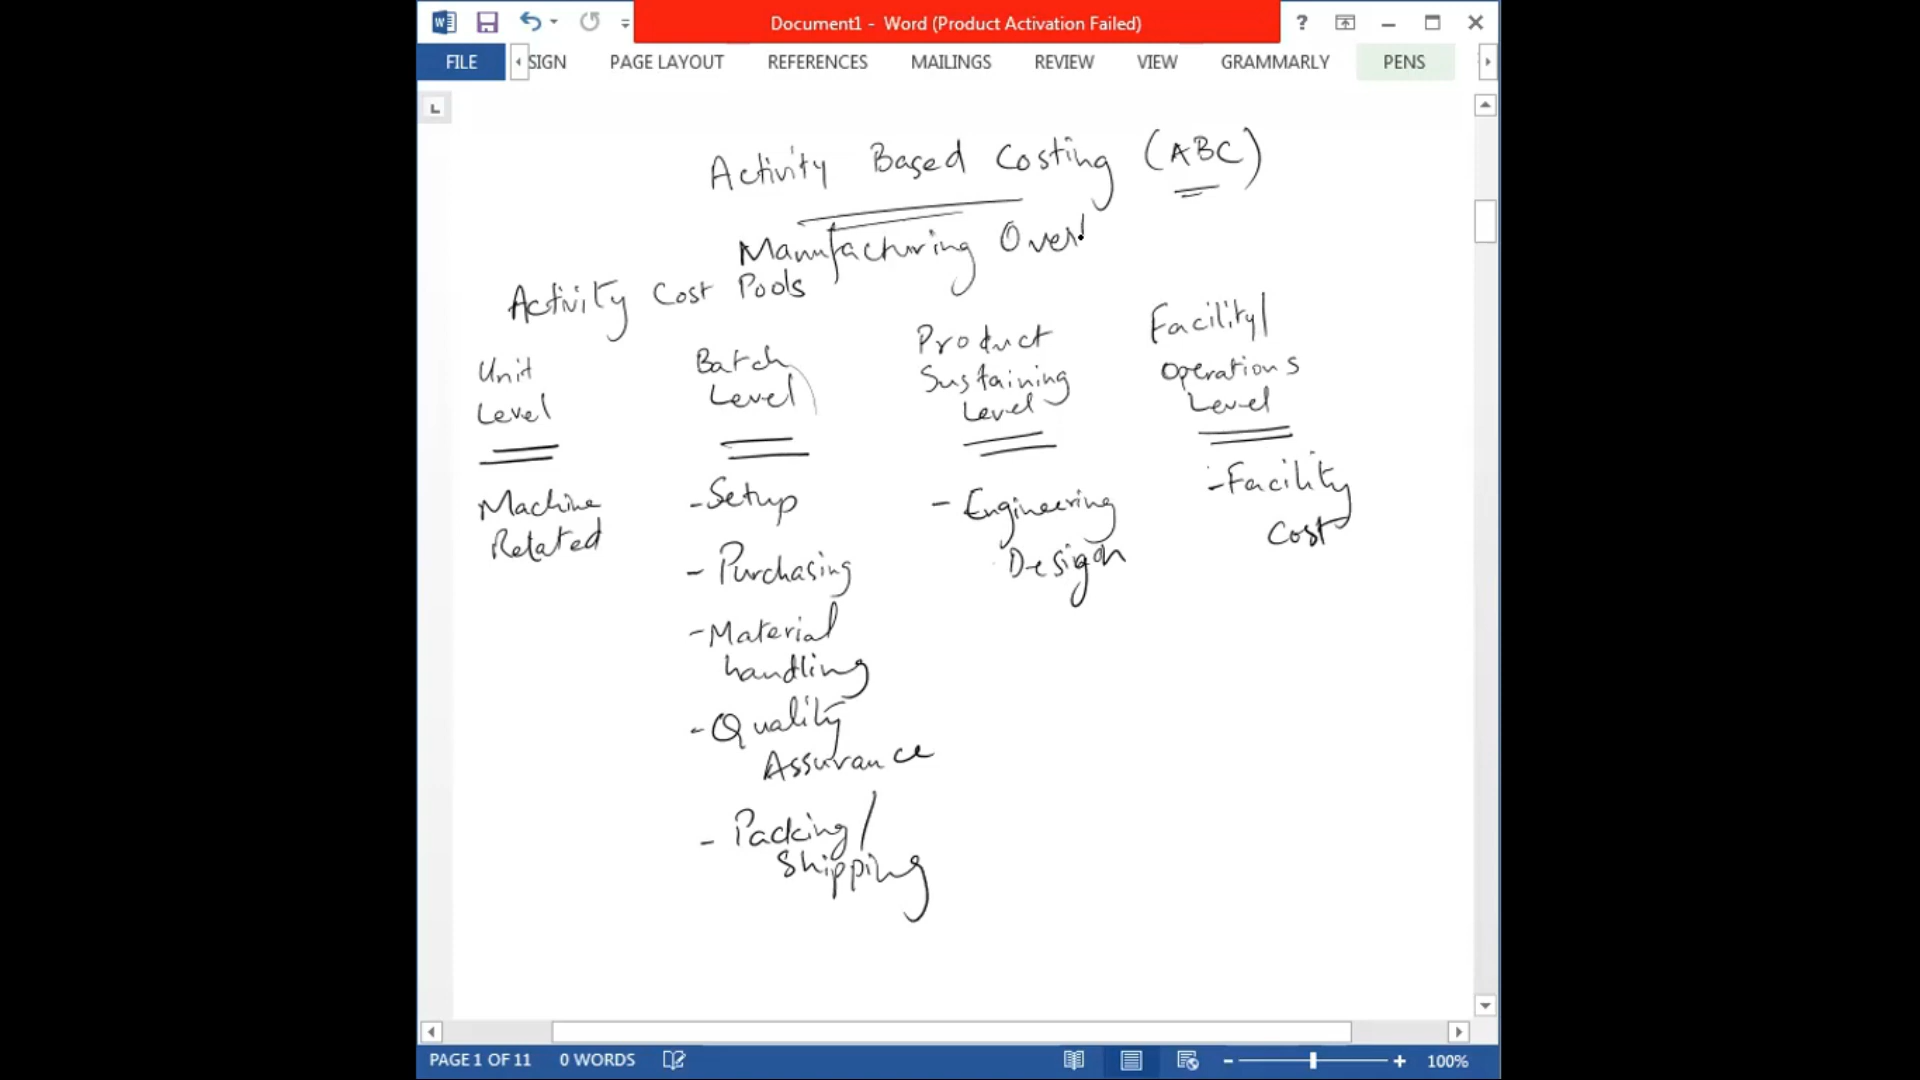 Document1 - Word (Product Activation Failed)
FILE SIGN PAGE LAYOUT REFERENCES MAILINGS REVIEW VIEW GRAMMARLY PENS
Activity Based Costing (ABC)
Manufacturing Over
Activity Cost Pools
Unit
Level
Machine
Related
Batch
Level
- Setup
- Purchasing
- Material
handling
- Quality
Assurance
- Packing/
Shipping
Product
Sustaining
Level
- Engineering
Design
Facility/
Operations
Level
- Facility
Cost
PAGE 1 OF 11 0 WORDS 100%